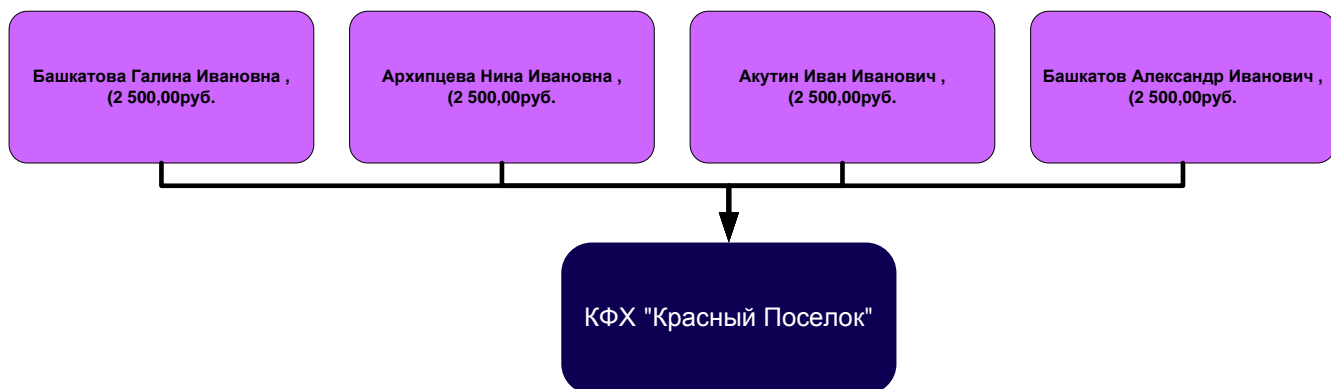 Башкатова Галина Ивановна ,
(2 500,00руб.
Архипцева Нина Ивановна ,
(2 500,00руб.
Акутин Иван Иванович ,
(2 500,00руб.
Башкатов Александр Иванович ,
(2 500,00руб.
КФХ "Красный Поселок"